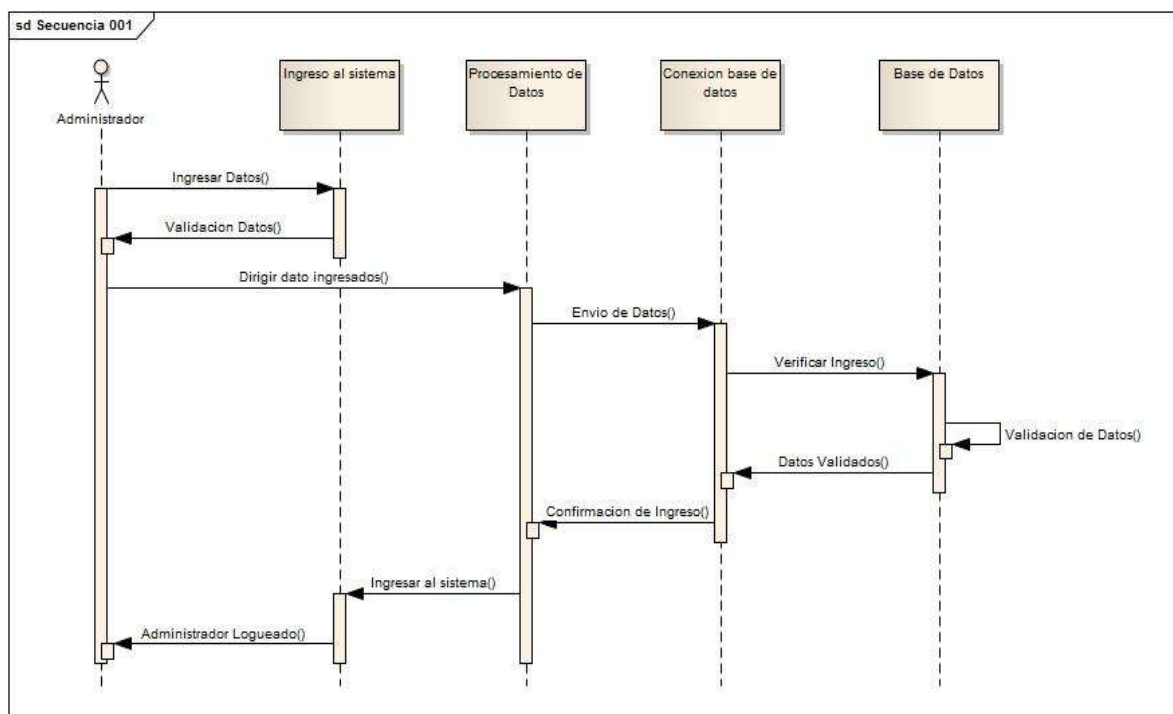 sd Secuencia 001
Administrador
Ingreso al sistema
Procesamiento de
Datos
Conexion base de
datos
Base de Datos
Ingresar Datos()
Validacion Datos()
Dirigir dato ingresados()
Envio de Datos()
Verificar Ingreso()
Validacion de Datos()
Datos Validados()
Confirmacion de Ingreso()
Ingresar al sistema()
Administrador Logueado()